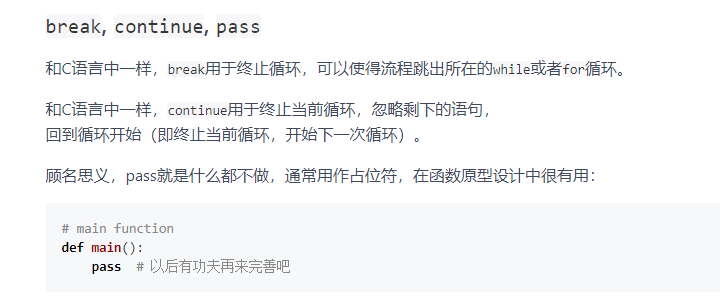 break, continue, pass
和C语言中一样，break用于终止循环，可以使得流程跳出所在的while或者for循环。
和C语言中一样，continue用于终止当前循环，忽略剩下的语句，
回到循环开始（即终止当前循环，开始下一次循环）。
顾名思义，pass就是什么都不做，通常用作占位符，在函数原型设计中很有用：
# main function
def main():
    pass  # 以后有功夫再来完善吧